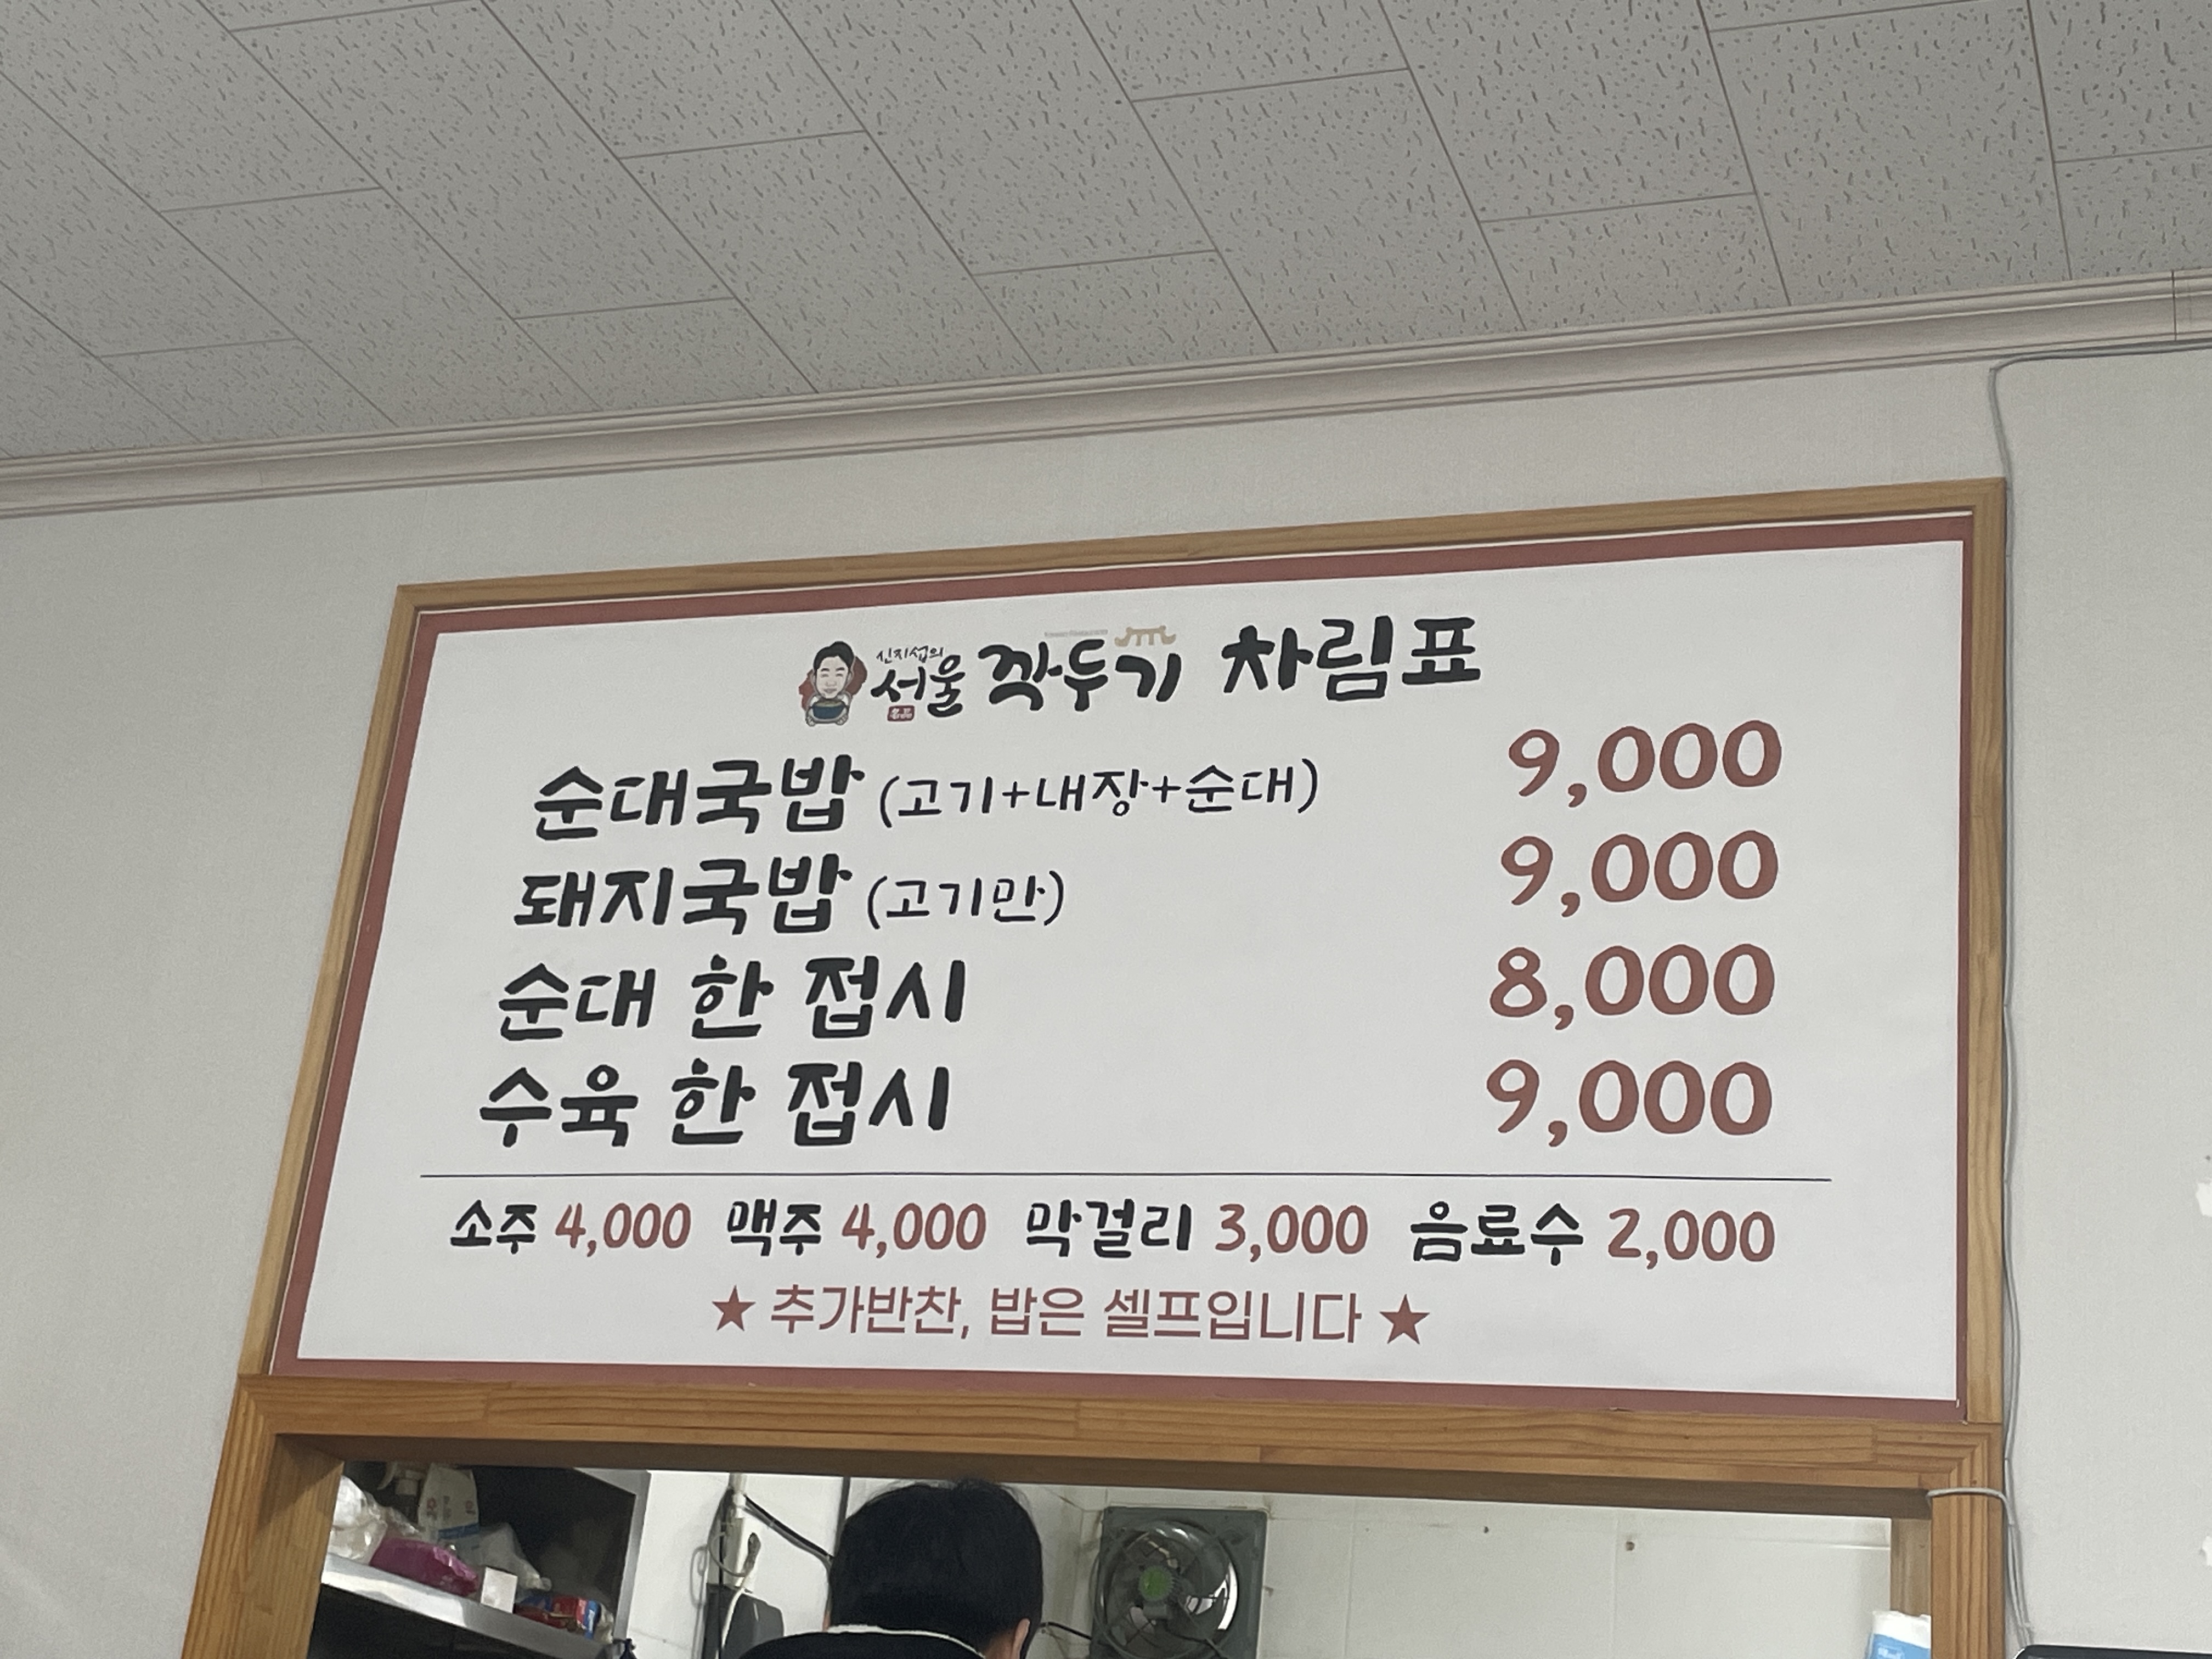 신지섭의
서울 깍두기 차림표
순대국밥 (고기+내장+순대) 9,000
돼지국밥 (고기만) 9,000
순대 한 접시 8,000
수육 한 접시 9,000
소주 4,000 맥주 4,000 막걸리 3,000 음료수 2,000
★ 추가반찬, 밥은 셀프입니다 ★